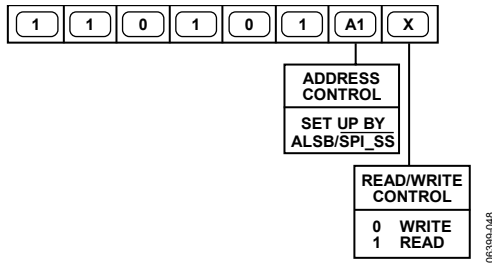 1 1 0 1 0 1 A1 X
ADDRESS
CONTROL
SET UP BY
ALSB/SPI_SS
READ/WRITE
CONTROL
0 WRITE
1 READ
06399-048